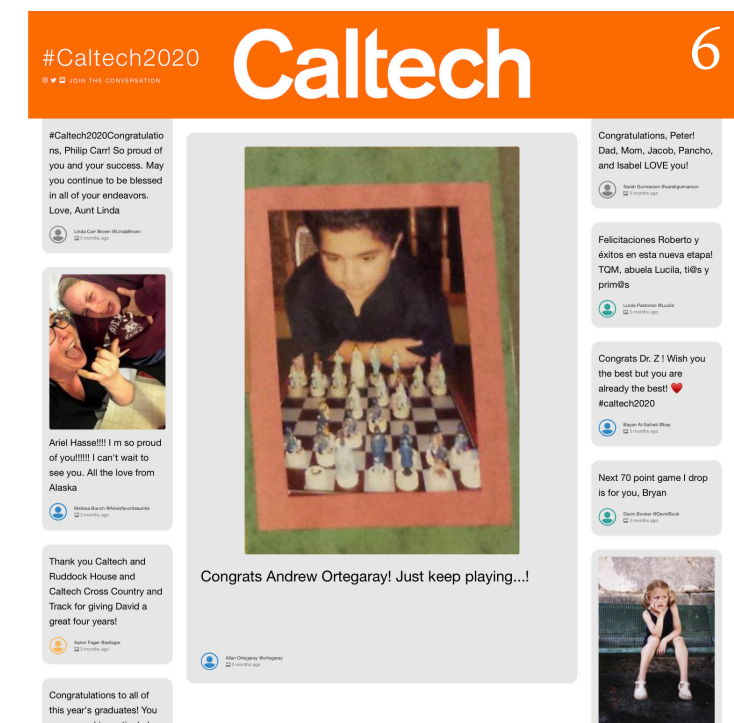 #Caltech2020
JOIN THE CONVERSATION
Caltech
6
#Caltech2020Congratulatio
ns, Philip Carr! So proud of
you and your success. May
you continue to be blessed
in all of your endeavors.
Love, Aunt Linda
Linda Carr Brown @LindaBrown
3 months ago
Ariel Hasse!!!! I m so proud
of you!!!!!! I can't wait to
see you. All the love from
Alaska
Melissa Bunch @Arielsfavoriteauntie
3 months ago
Thank you Caltech and
Ruddock House and
Caltech Cross Country and
Track for giving David a
great four years!
Aaron Fager @aefager
3 months ago
Congratulations to all of
this year's graduates! You
Congrats Andrew Ortegaray! Just keep playing...!
Allan Ortegaray @ortegaray
3 months ago
Congratulations, Peter!
Dad, Mom, Jacob, Pancho,
and Isabel LOVE you!
Sarah Gunnarson @sarahgunnarson
3 months ago
Felicitaciones Roberto y
éxitos en esta nueva etapa!
TQM, abuela Lucila, ti@s y
prim@s
Lucila Pastorizo @Lucila
3 months ago
Congrats Dr. Z ! Wish you
the best but you are
already the best! ❤️
#caltech2020
Bayan Al-Saihati @bay
3 months ago
Next 70 point game I drop
is for you, Bryan
Devin Booker @DevinBook
3 months ago